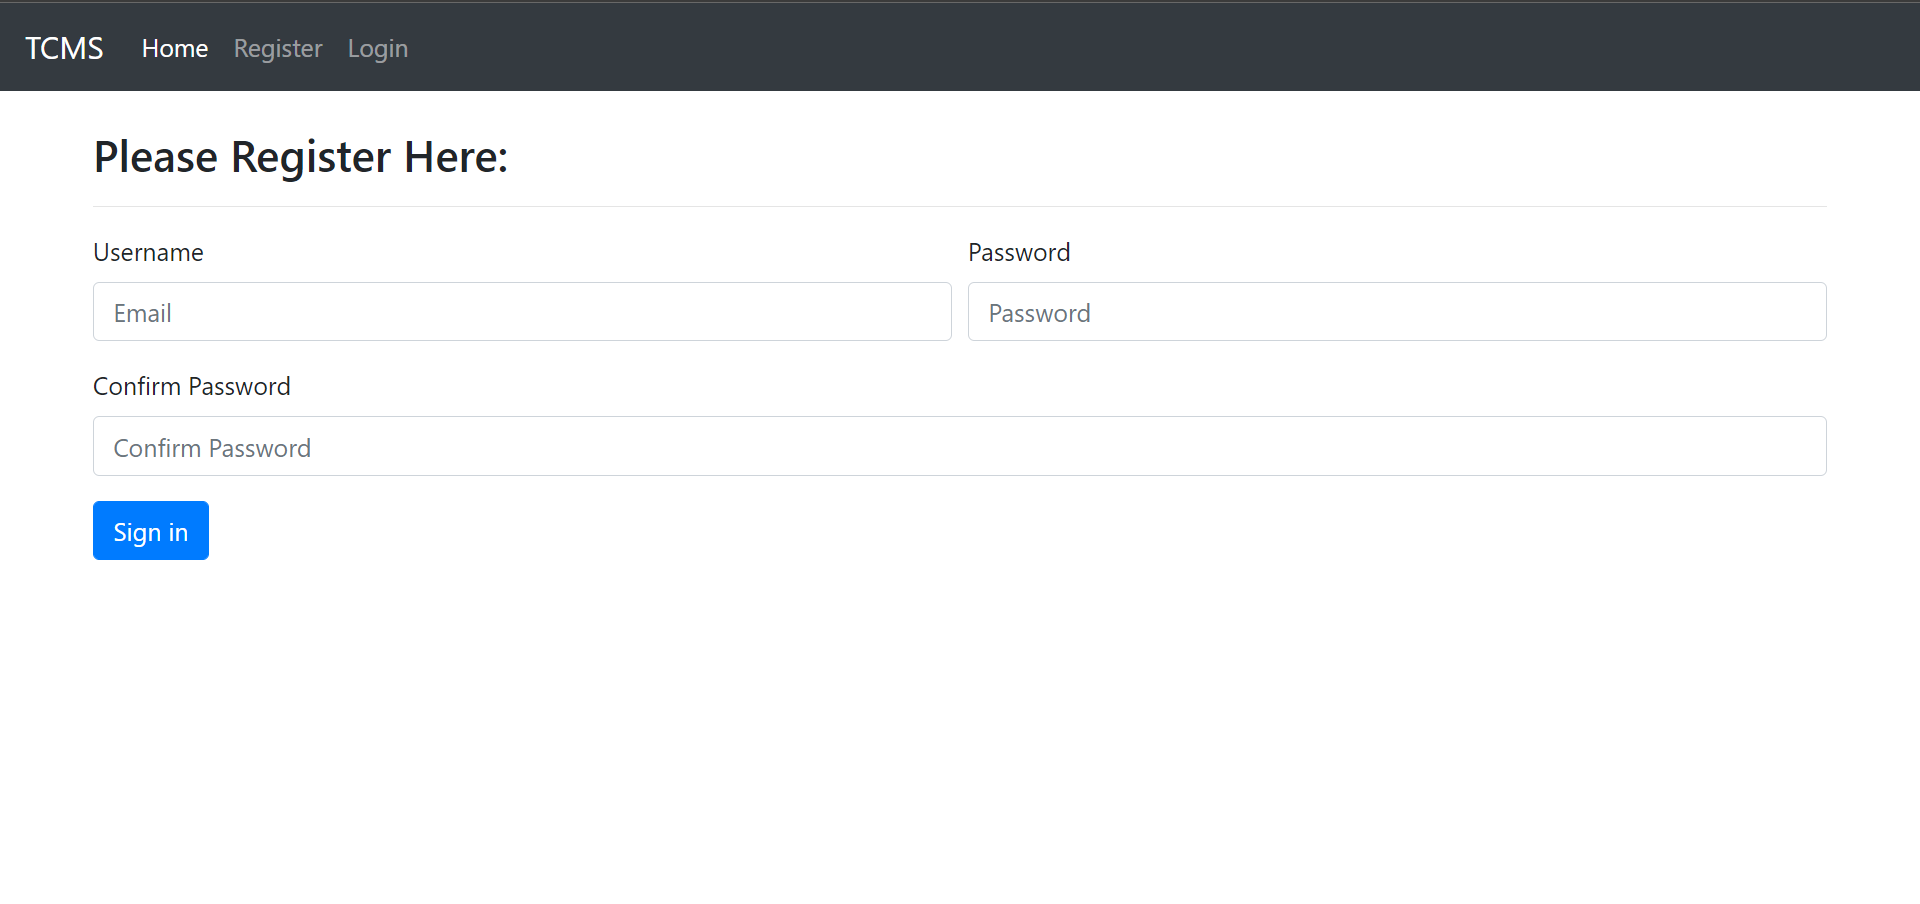 TCMS Home Register Login
Please Register Here:
Username Password
Email Password
Confirm Password
Confirm Password
Sign in